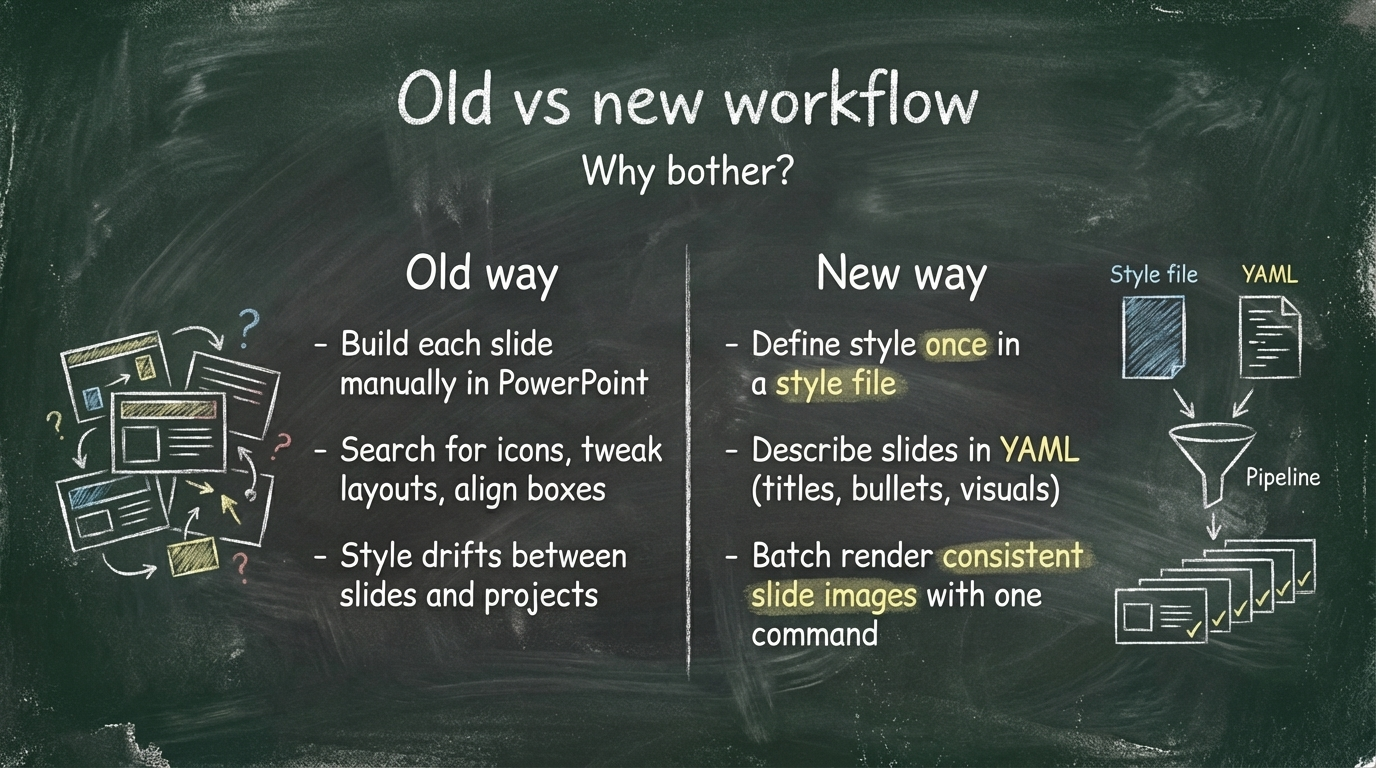 Old vs new workflow
Why bother?
Old way
– Build each slide
manually in PowerPoint
– Search for icons, tweak
layouts, align boxes
– Style drifts between
slides and projects
New way
– Define style once in
a style file
– Describe slides in YAML
(titles, bullets, visuals)
– Batch render consistent
slide images with one
command
Style file
YAML
Pipeline
?
?
?
?